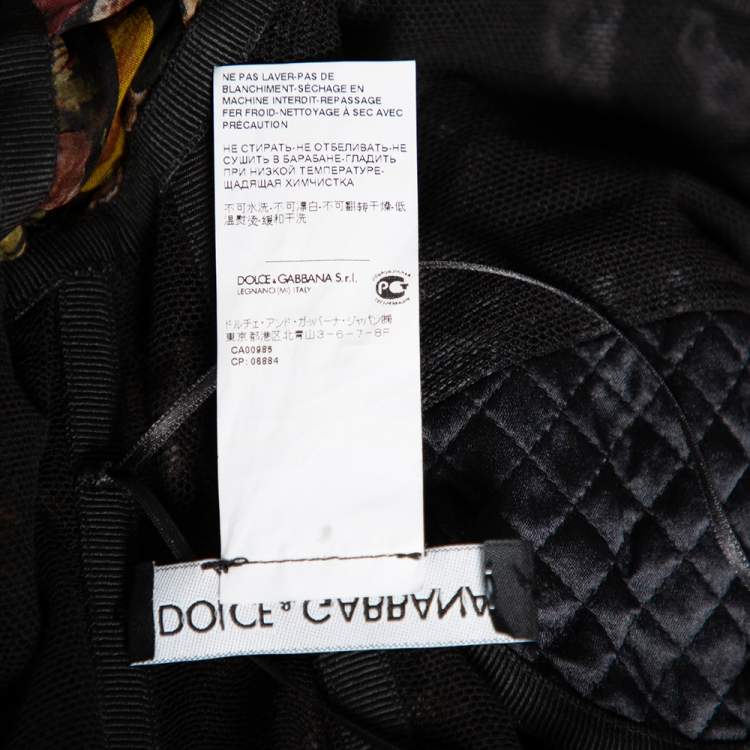 NE PAS LAVER-PAS DE
BLANCHIMENT-SÉCHAGE EN
MACHINE INTERDIT-REPASSAGE
FER FROID-NETTOYAGE À SEC AVEC
PRÉCAUTION
НЕ СТИРАТЬ-НЕ ОТБЕЛИВАТЬ-НЕ
СУШИТЬ В БАРАБАНЕ-ГЛАДИТЬ
ПРИ НИЗКОЙ ТЕМПЕРАТУРЕ-
ЩАДЯЩАЯ ХИМЧИСТКА
不可水洗-不可漂白-不可翻转干燥-低
温熨烫-缓和干洗
DOLCE & GABBANA S.r.l.
LEGNANO (MI) ITALY
PG
ドルチェ・アンド・ガッバーナ・ジャパン㈱
東京都港区北青山3-6-7-8F
CA00985
CP: 06884
DOLCE & GABBANA